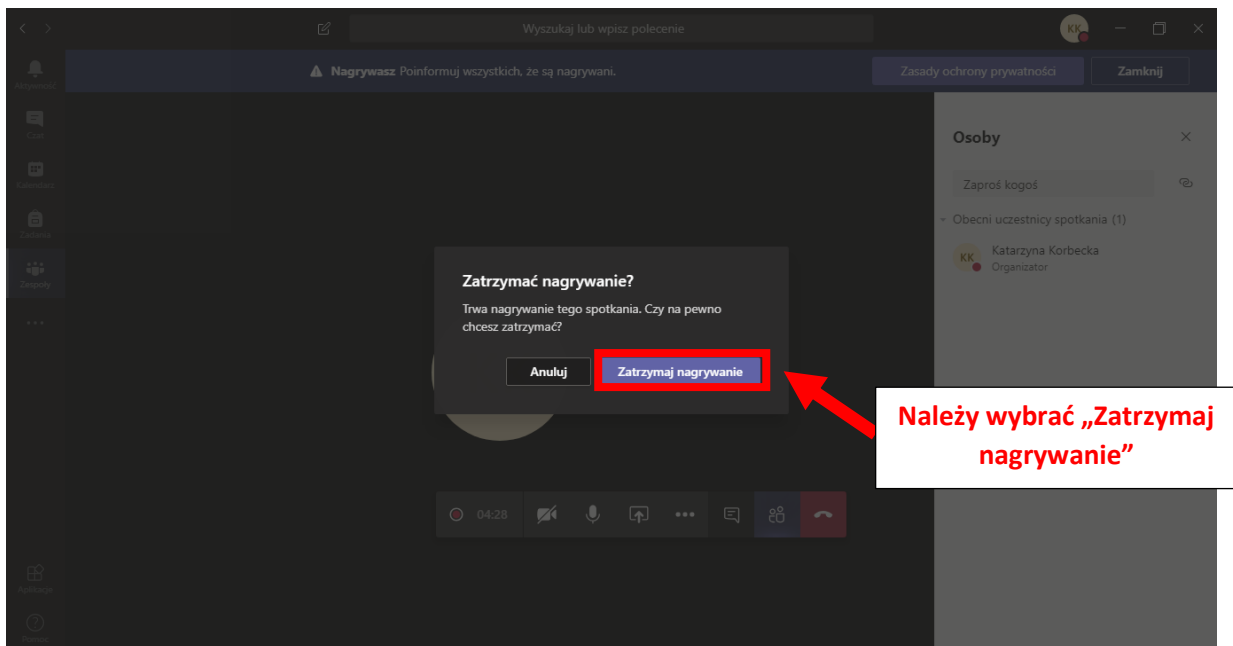 Wyszukaj lub wpisz polecenie
KK
Aktywność
Nagrywasz Poinformuj wszystkich, że są nagrywani.
Zasady ochrony prywatności
Zamknij
Czat
Kalendarz
Zadania
Zespoły
Osoby
Zaproś kogoś
Obecni uczestnicy spotkania (1)
KK
Katarzyna Korbecka
Organizator
Zatrzymać nagrywanie?
Trwa nagrywanie tego spotkania. Czy na pewno
chcesz zatrzymać?
Anuluj
Zatrzymaj nagrywanie
Należy wybrać „Zatrzymaj
nagrywanie”
04:28
Aplikacje
Pomoc